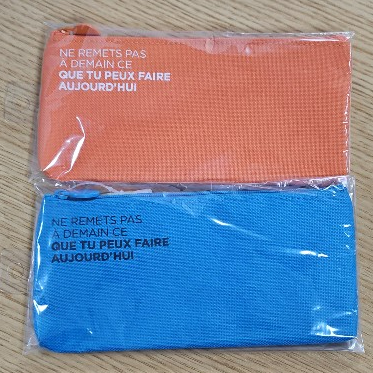 NE REMETS PAS
À DEMAIN CE
QUE TU PEUX FAIRE
AUJOURD'HUI
NE REMETS PAS
À DEMAIN CE
QUE TU PEUX FAIRE
AUJOURD'HUI